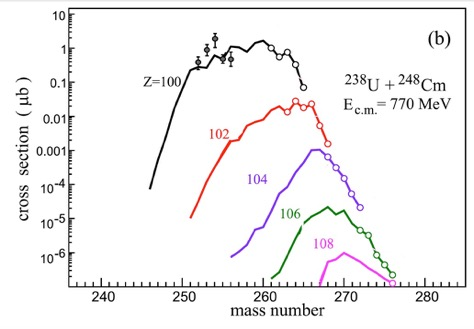 10
1
0.1
0.01
0.001
10⁻⁴
10⁻⁵
10⁻⁶
cross section ( μb )
(b)
²³⁸U + ²⁴⁸Cm
E c.m. = 770 MeV
Z=100
102
104
106
108
240 250 260 270 280
mass number